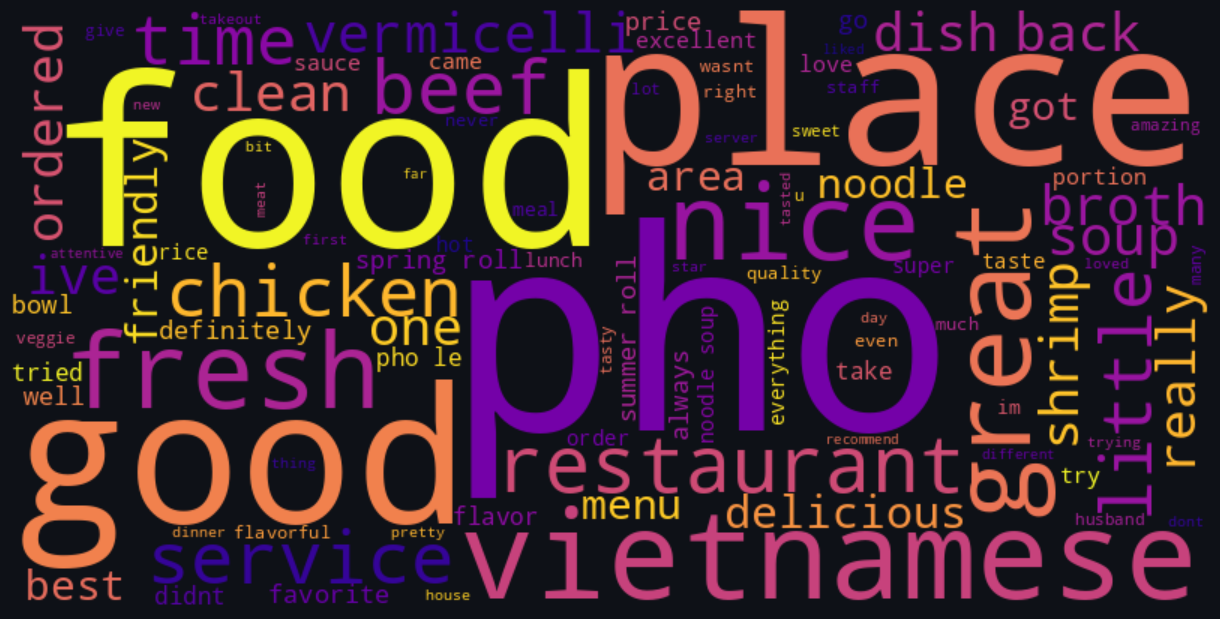 takeout
give
time
vermicelli
price
excellent
go
liked
dish
back
ordered
sauce
came
wasnt
right
love
staff
clean
beef
new
never
lot
server
sweet
place
got
amazing
food
bit
far
meat
meal
friendly
area
tasted
u
noodle
portion
nice
broth
soup
attentive
rice
first
hot
spring roll
lunch
star
quality
super
taste
loved
many
ive
bowl
chicken
definitely
one
pho le
pho
summer roll
tasty
always
noodle soup
everything
day
even
take
much
great
shrimp
little
really
veggie
tried
well
fresh
im
good
thing
order
restaurant
recommend
different
trying
try
flavor
menu
delicious
husband
dont
dinner
flavorful
pretty
service
vietnamese
best
didnt
favorite
house